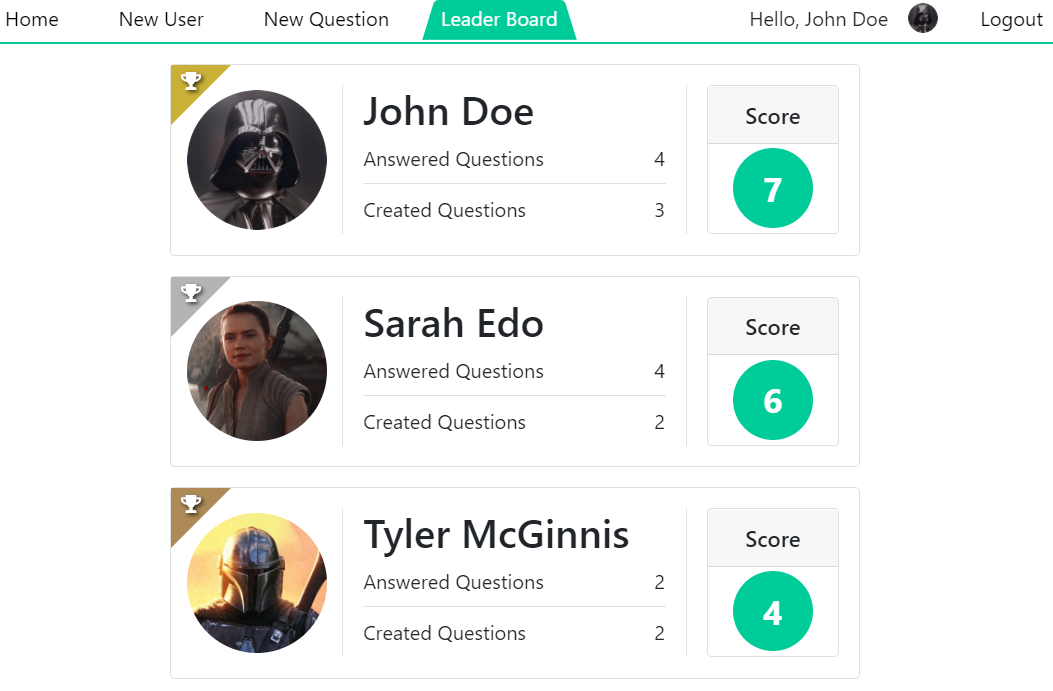 Home New User New Question Leader Board Hello, John Doe Logout
John Doe
Answered Questions 4
Created Questions 3
Score
7
Sarah Edo
Answered Questions 4
Created Questions 2
Score
6
Tyler McGinnis
Answered Questions 2
Created Questions 2
Score
4